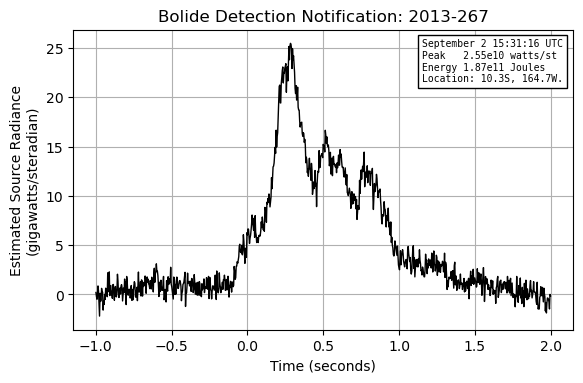 Bolide Detection Notification: 2013-267
September 2 15:31:16 UTC
Peak   2.55e10 watts/st
Energy 1.87e11 Joules
Location: 10.3S, 164.7W.
Estimated Source Radiance
(gigawatts/steradian)
25
20
15
10
5
0
−1.0 −0.5 0.0 0.5 1.0 1.5 2.0
Time (seconds)